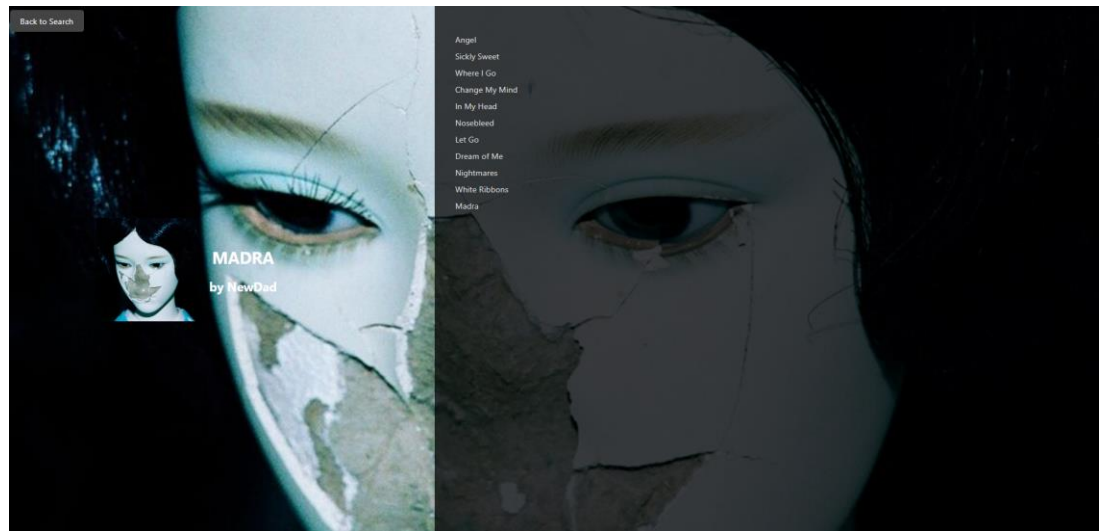 Back to Search
MADRA
by NewDad
Angel
Sickly Sweet
Where I Go
Change My Mind
In My Head
Nosebleed
Let Go
Dream of Me
Nightmares
White Ribbons
Madra